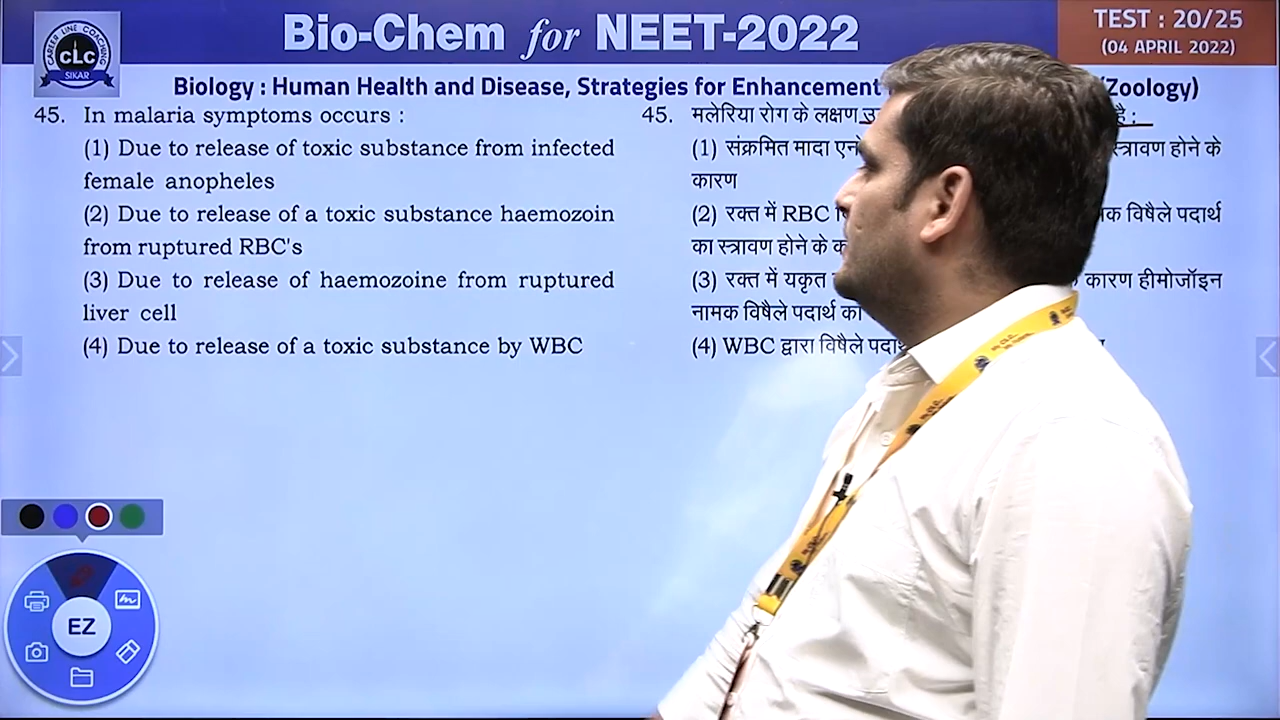 CAREER LINE COACHING
CLC
SIKAR
Bio-Chem for NEET-2022
TEST : 20/25
(04 APRIL 2022)
Biology : Human Health and Disease, Strategies for Enhancement (Zoology)
45. In malaria symptoms occurs :
(1) Due to release of toxic substance from infected
female anopheles
(2) Due to release of a toxic substance haemozoin
from ruptured RBC's
(3) Due to release of haemozoine from ruptured
liver cell
(4) Due to release of a toxic substance by WBC
45. मलेरिया रोग के लक्षण है :
(1) संक्रमित मादा स्त्रावण होने के
कारण
(2) रक्त में RBC विषैले पदार्थ
का स्त्रावण होने के
(3) रक्त में यकृत कारण हीमोजॉइन
नामक विषैले पदार्थ का
(4) WBC द्वारा विषैले
EZ